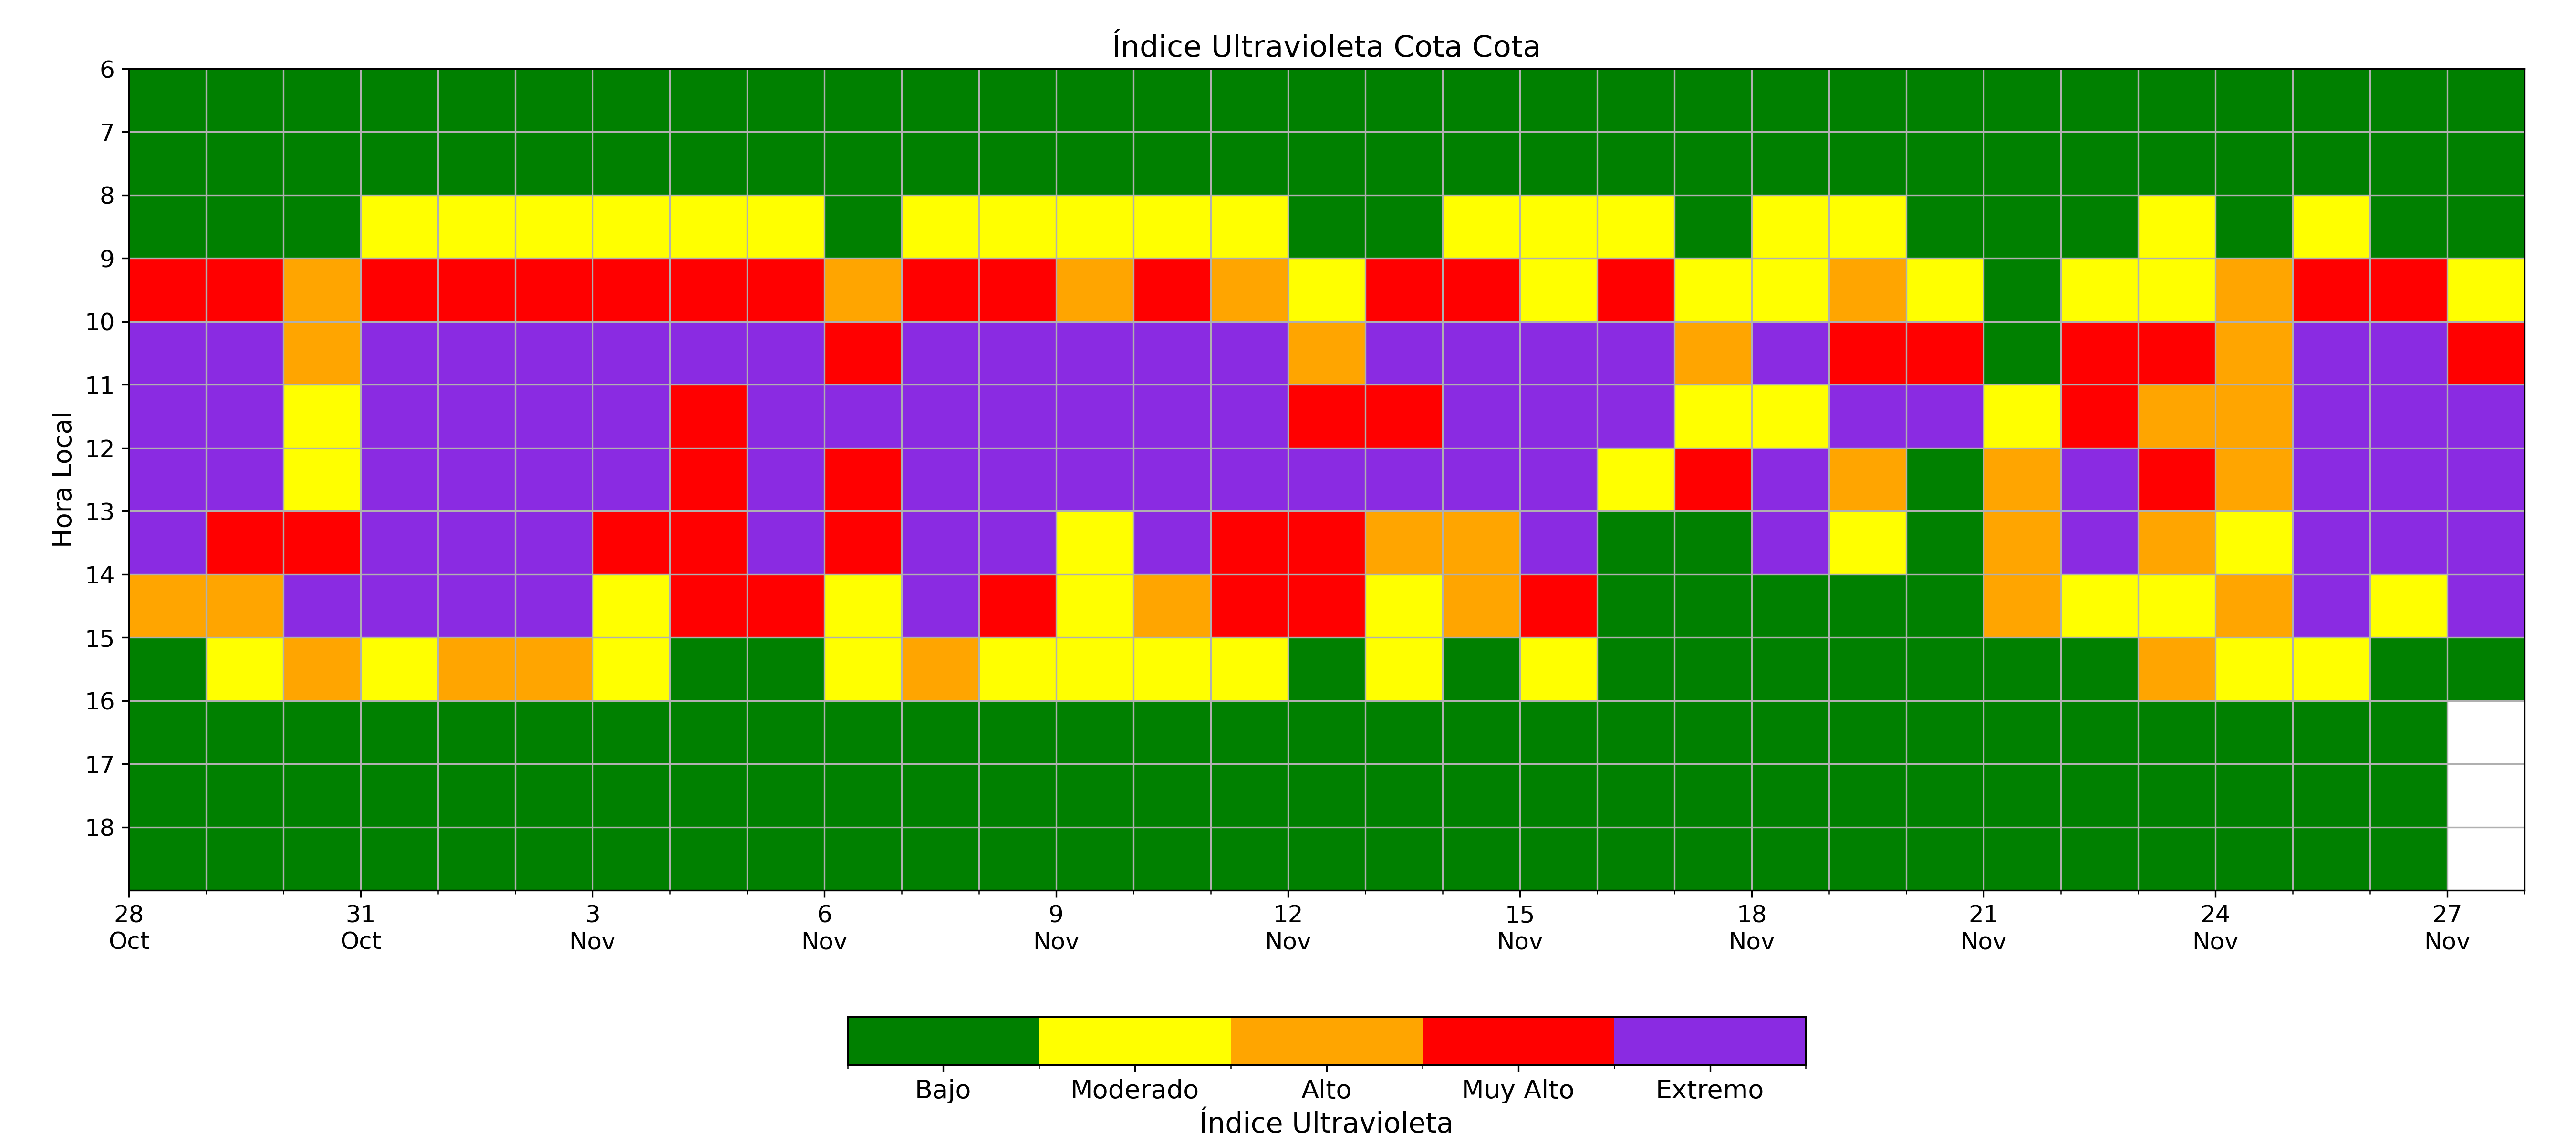 Índice Ultravioleta Cota Cota
Hora Local
6
7
8
9
10
11
12
13
14
15
16
17
18
28 31 3 6 9 12 15 18 21 24 27
Oct Oct Nov Nov Nov Nov Nov Nov Nov Nov Nov
Bajo Moderado Alto Muy Alto Extremo
Índice Ultravioleta